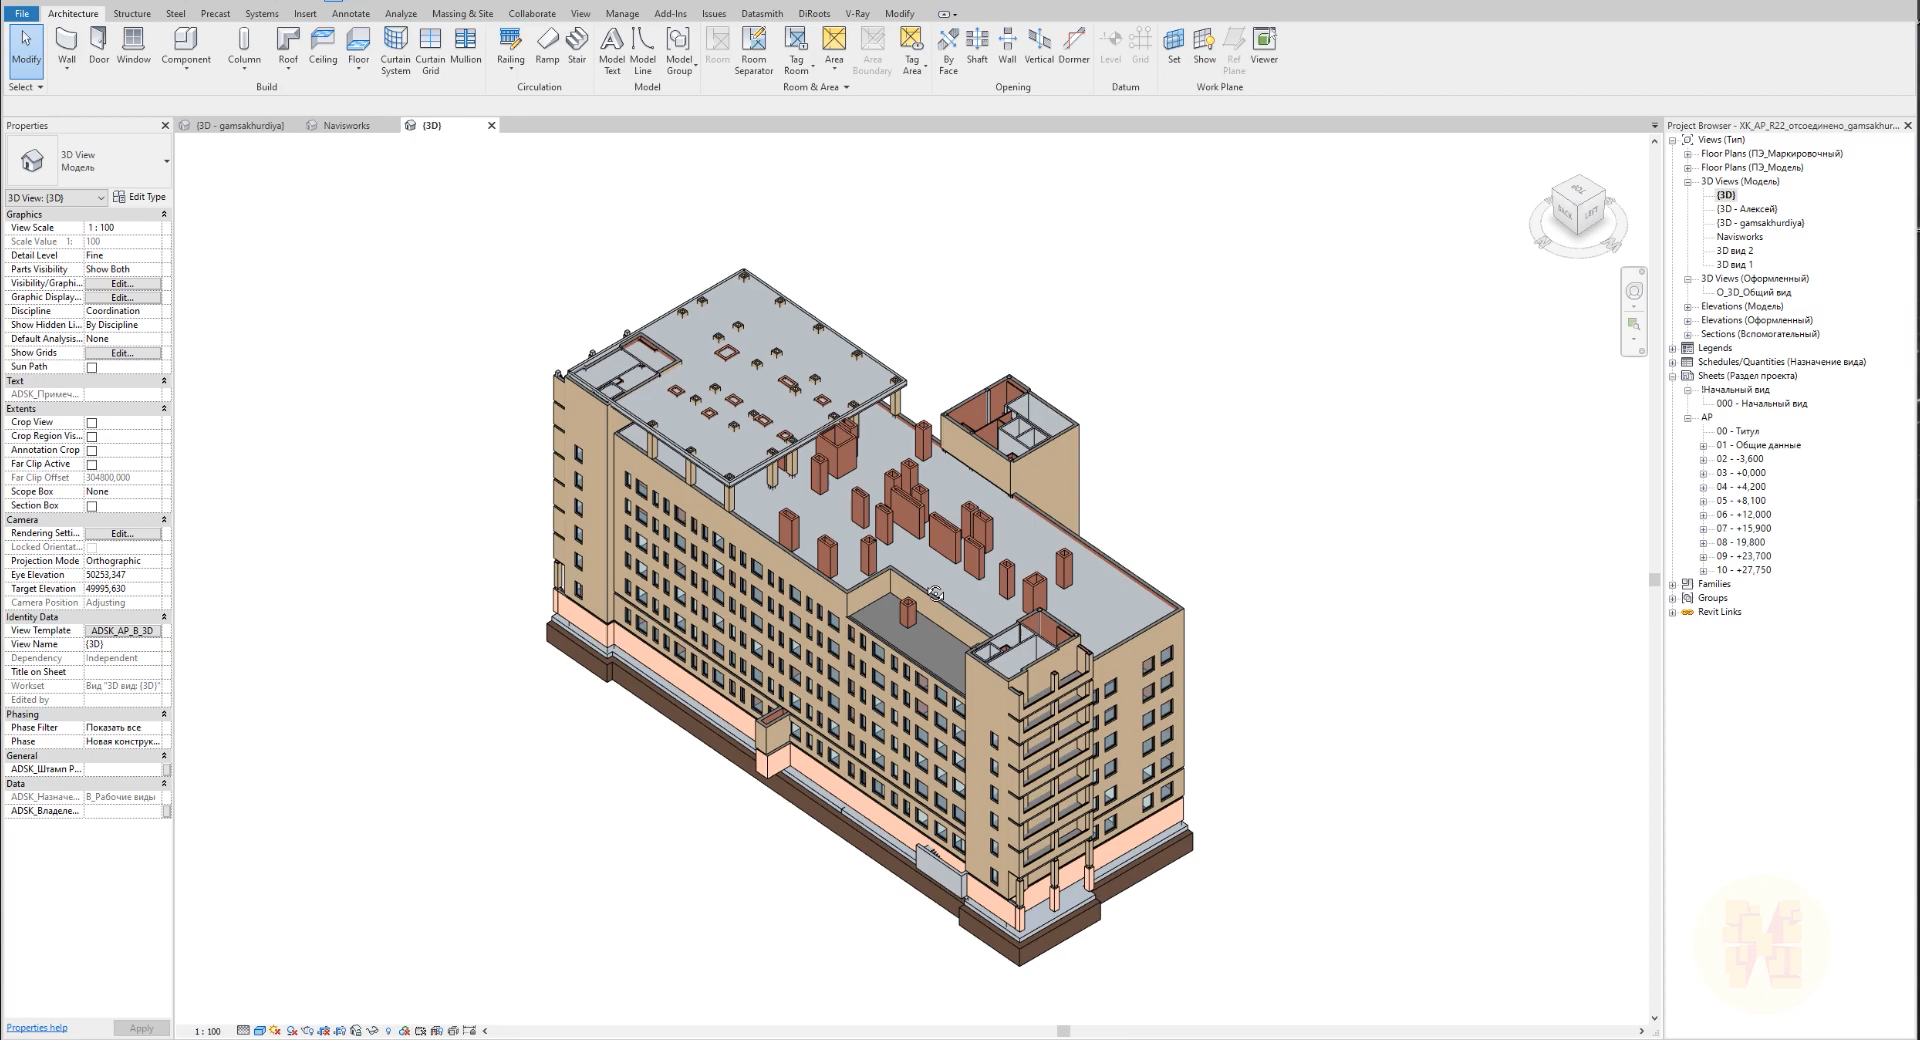 File Architecture Structure Steel Precast Systems Insert Annotate Analyze Massing & Site Collaborate View Manage Add-Ins Issues Datasmith DiRoots V-Ray Modify
Modify Wall Door Window Component Column Roof Ceiling Floor Curtain System Curtain Grid Mullion Railing Ramp Stair Model Text Model Line Model Group Room Room Separator Tag Room Area Area Boundary Tag Area By Face Shaft Wall Vertical Dormer Level Grid Set Show Ref Plane Viewer
Select Build Circulation Model Room & Area Opening Datum Work Plane
Properties
{3D - gamsakhurdiya} Navisworks {3D}
3D View
Модель
3D View: {3D} Edit Type
Graphics
View Scale 1 : 100
Scale Value 1: 100
Detail Level Fine
Parts Visibility Show Both
Visibility/Graphi... Edit...
Graphic Display... Edit...
Discipline Coordination
Show Hidden Li... By Discipline
Default Analysis... None
Show Grids Edit...
Sun Path
Text
ADSK_Примеч...
Extents
Crop View
Crop Region Vis...
Annotation Crop
Far Clip Active
Far Clip Offset 304800,000
Scope Box None
Section Box
Camera
Rendering Setti... Edit...
Locked Orientat...
Projection Mode Orthographic
Eye Elevation 50253,347
Target Elevation 49995,630
Camera Position Adjusting
Identity Data
View Template ADSK_АР_В_3D
View Name {3D}
Dependency Independent
Title on Sheet
Workset Вид "3D вид: {3D}"
Edited by
Phasing
Phase Filter Показать все
Phase Новая конструк...
General
ADSK_Штамп Р...
Data
ADSK_Назначе... В_Рабочие виды
ADSK_Владеле...
Properties help Apply
TOP
BACK LEFT
1 : 100
Project Browser - ХК_АР_R22_отсоединено_gamsakhur...
Views (Тип)
Floor Plans (ПЭ_Маркировочный)
Floor Plans (ПЭ_Модель)
3D Views (Модель)
{3D}
{3D - Алексей}
{3D - gamsakhurdiya}
Navisworks
3D вид 2
3D вид 1
3D Views (Оформленный)
О_3D_Общий вид
Elevations (Модель)
Elevations (Оформленный)
Sections (Вспомогательный)
Legends
Schedules/Quantities (Назначение вида)
Sheets (Раздел проекта)
!Начальный вид
000 - Начальный вид
АР
00 - Титул
01 - Общие данные
02 - -3,600
03 - +0,000
04 - +4,200
05 - +8,100
06 - +12,000
07 - +15,900
08 - 19,800
09 - +23,700
10 - +27,750
Families
Groups
Revit Links